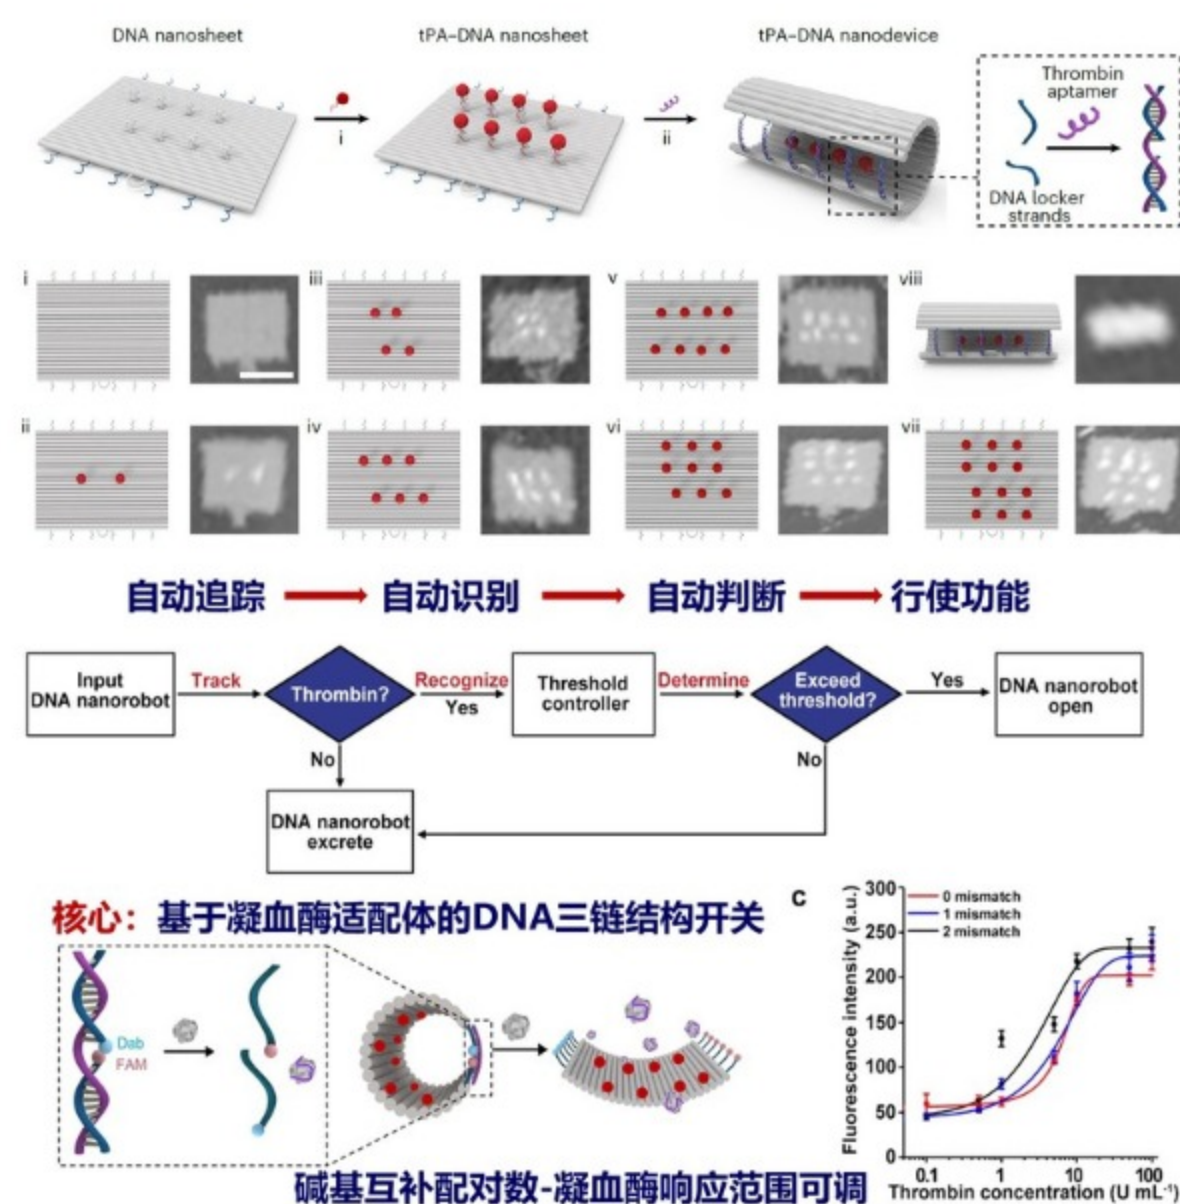 DNA nanosheet
tPA–DNA nanosheet
tPA–DNA nanodevice
i
ii
Thrombin
aptamer
DNA locker
strands
i
iii
v
viii
ii
iv
vi
vii
自动追踪
自动识别
自动判断
行使功能
Input
DNA nanorobot
Track
Thrombin?
Recognize
Yes
Threshold
controller
Determine
Exceed
threshold?
Yes
DNA nanorobot
open
No
No
DNA nanorobot
excrete
核心：基于凝血酶适配体的DNA三链结构开关
Dab
FAM
碱基互补配对数-凝血酶响应范围可调
c
Fluorescence intensity (a.u.)
300
250
200
150
100
50
0
0 mismatch
1 mismatch
2 mismatch
0.1
1
10
100
Thrombin concentration (U mL⁻¹)